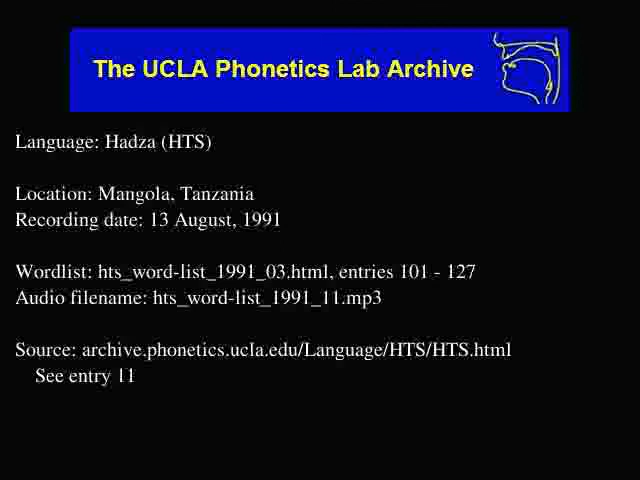 The UCLA Phonetics Lab Archive
Language: Hadza (HTS)
Location: Mangola, Tanzania
Recording date: 13 August, 1991
Wordlist: hts_word-list_1991_03.html, entries 101 - 127
Audio filename: hts_word-list_1991_11.mp3
Source: archive.phonetics.ucla.edu/Language/HTS/HTS.html
See entry 11